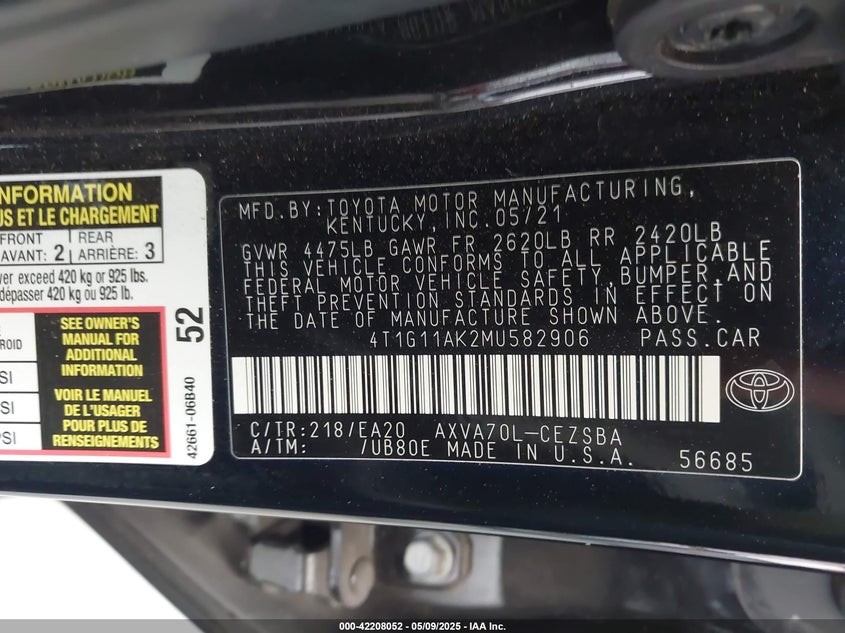 INFORMATION
US ET LE CHARGEMENT
FRONT
AVANT: 2
REAR
ARRIÈRE: 3
exceed 420 kg or 925 lbs.
dépasser 420 kg ou 925 lb.
SEE OWNER'S
MANUAL FOR
ADDITIONAL
INFORMATION
VOIR LE MANUEL
DE L'USAGER
POUR PLUS DE
RENSEIGNEMENTS
52
42661-06B40
MFD.BY:TOYOTA MOTOR MANUFACTURING,
KENTUCKY, INC.05/21
GVWR 4475LB GAWR FR 2620LB RR 2420LB
THIS VEHICLE CONFORMS TO ALL APPLICABLE
FEDERAL MOTOR VEHICLE SAFETY,BUMPER,AND
THEFT PREVENTION STANDARDS IN EFFECT ON
THE DATE OF MANUFACTURE SHOWN ABOVE.
4T1G11AK2MU582906 PASS.CAR
C/TR:218/EA20 AXVA70L-CEZSBA
A/TM: /UB80E MADE IN U.S.A. 56685
000-42208052 - 05/09/2025 - IAA Inc.